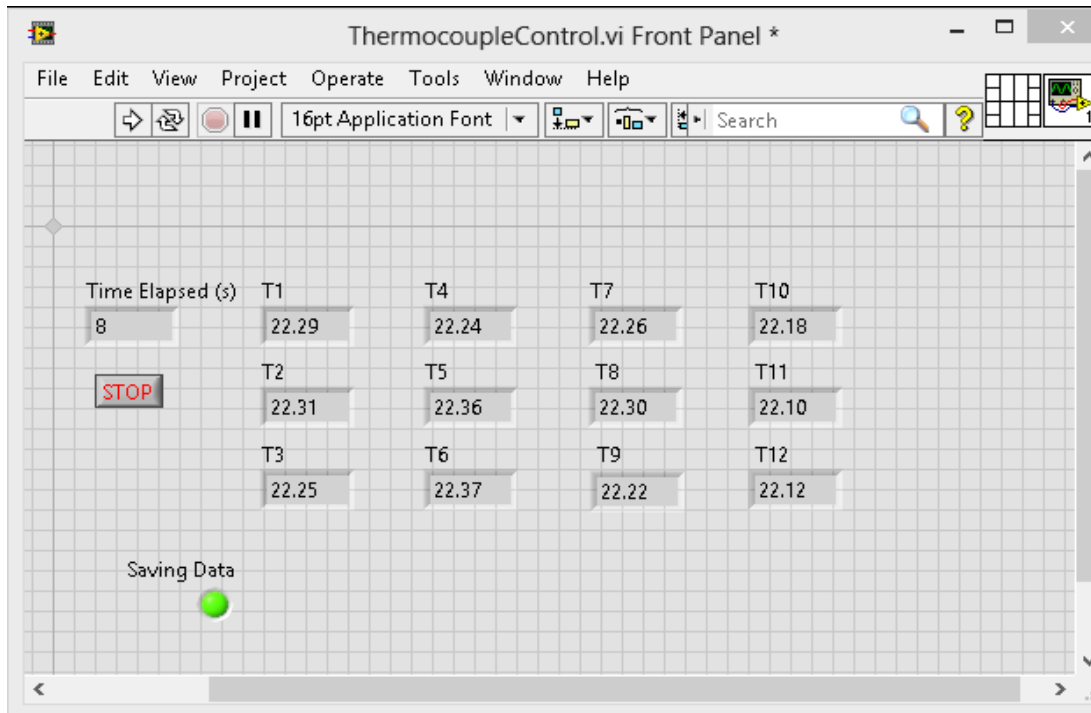 ThermocoupleControl.vi Front Panel *
File Edit View Project Operate Tools Window Help
16pt Application Font Search
Time Elapsed (s) T1 T4 T7 T10
8 22.29 22.24 22.26 22.18
T2 T5 T8 T11
STOP 22.31 22.36 22.30 22.10
T3 T6 T9 T12
22.25 22.37 22.22 22.12
Saving Data